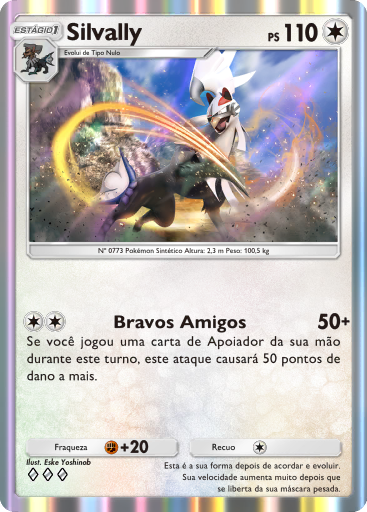 ESTÁGIO 1
Silvally
PS 110
Evolui de Tipo Nulo
N° 0773 Pokémon Sintético Altura: 2,3 m Peso: 100,5 kg
Bravos Amigos 50+
Se você jogou uma carta de Apoiador da sua mão
durante este turno, este ataque causará 50 pontos de
dano a mais.
Fraqueza +20
Recuo
Ilust. Eske Yoshinob
Esta é a sua forma depois de acordar e evoluir.
Sua velocidade aumenta muito depois de que
se liberta da sua máscara pesada.